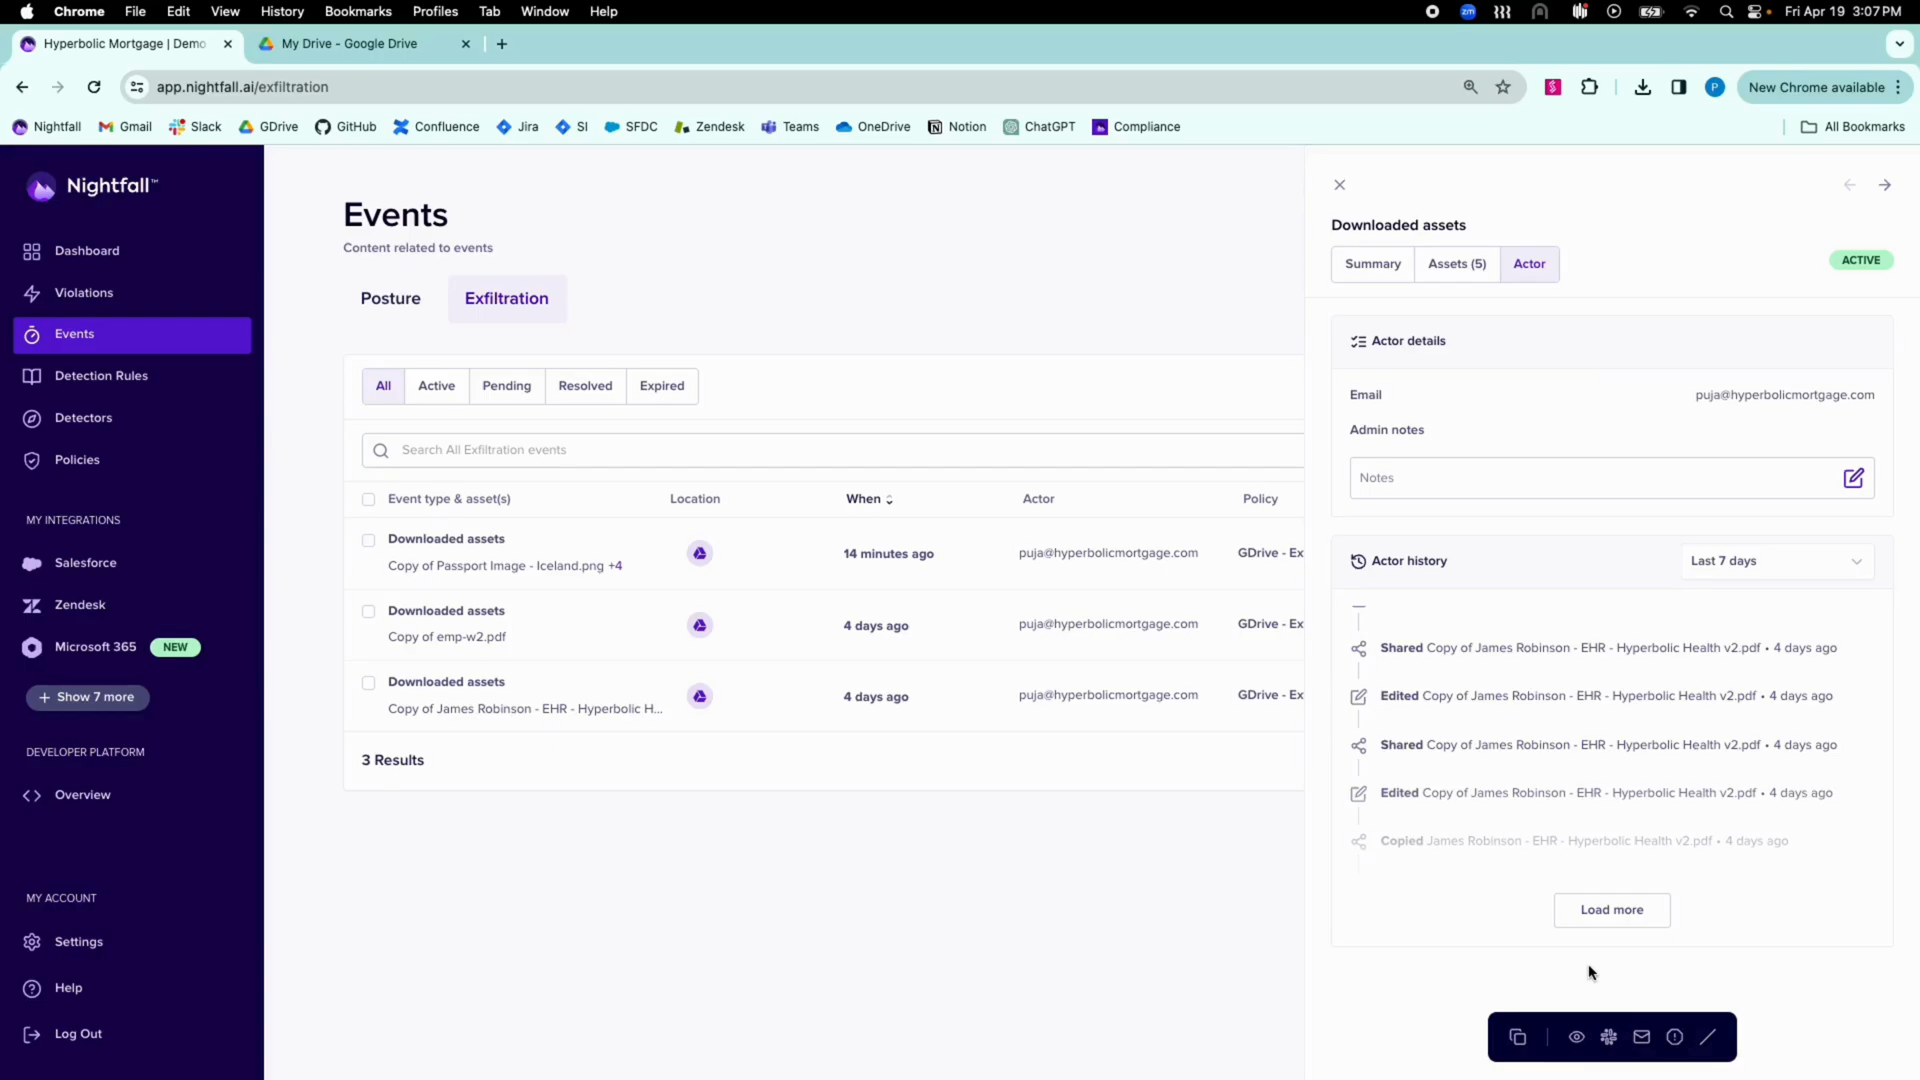 Chrome File Edit View History Bookmarks Profiles Tab Window Help
zm
Fri Apr 19 3:07 PM
Hyperbolic Mortgage | Demo
My Drive - Google Drive
app.nightfall.ai/exfiltration
P
New Chrome available
Nightfall Gmail Slack GDrive GitHub Confluence Jira SI SFDC Zendesk Teams OneDrive Notion ChatGPT Compliance
All Bookmarks
Nightfall™
Dashboard
Violations
Events
Detection Rules
Detectors
Policies
MY INTEGRATIONS
Salesforce
Zendesk
Microsoft 365 NEW
+ Show 7 more
DEVELOPER PLATFORM
Overview
MY ACCOUNT
Settings
Help
Log Out
Events
Content related to events
Posture Exfiltration
All Active Pending Resolved Expired
Search All Exfiltration events
Event type & asset(s) Location When Actor Policy
Downloaded assets
Copy of Passport Image - Iceland.png +4
14 minutes ago puja@hyperbolicmortgage.com GDrive - Ex
Downloaded assets
Copy of emp-w2.pdf
4 days ago puja@hyperbolicmortgage.com GDrive - Ex
Downloaded assets
Copy of James Robinson - EHR - Hyperbolic H...
4 days ago puja@hyperbolicmortgage.com GDrive - Ex
3 Results
Downloaded assets
Summary Assets (5) Actor
ACTIVE
Actor details
Email puja@hyperbolicmortgage.com
Admin notes
Notes
Actor history Last 7 days
Shared Copy of James Robinson - EHR - Hyperbolic Health v2.pdf • 4 days ago
Edited Copy of James Robinson - EHR - Hyperbolic Health v2.pdf • 4 days ago
Shared Copy of James Robinson - EHR - Hyperbolic Health v2.pdf • 4 days ago
Edited Copy of James Robinson - EHR - Hyperbolic Health v2.pdf • 4 days ago
Copied James Robinson - EHR - Hyperbolic Health v2.pdf • 4 days ago
Load more